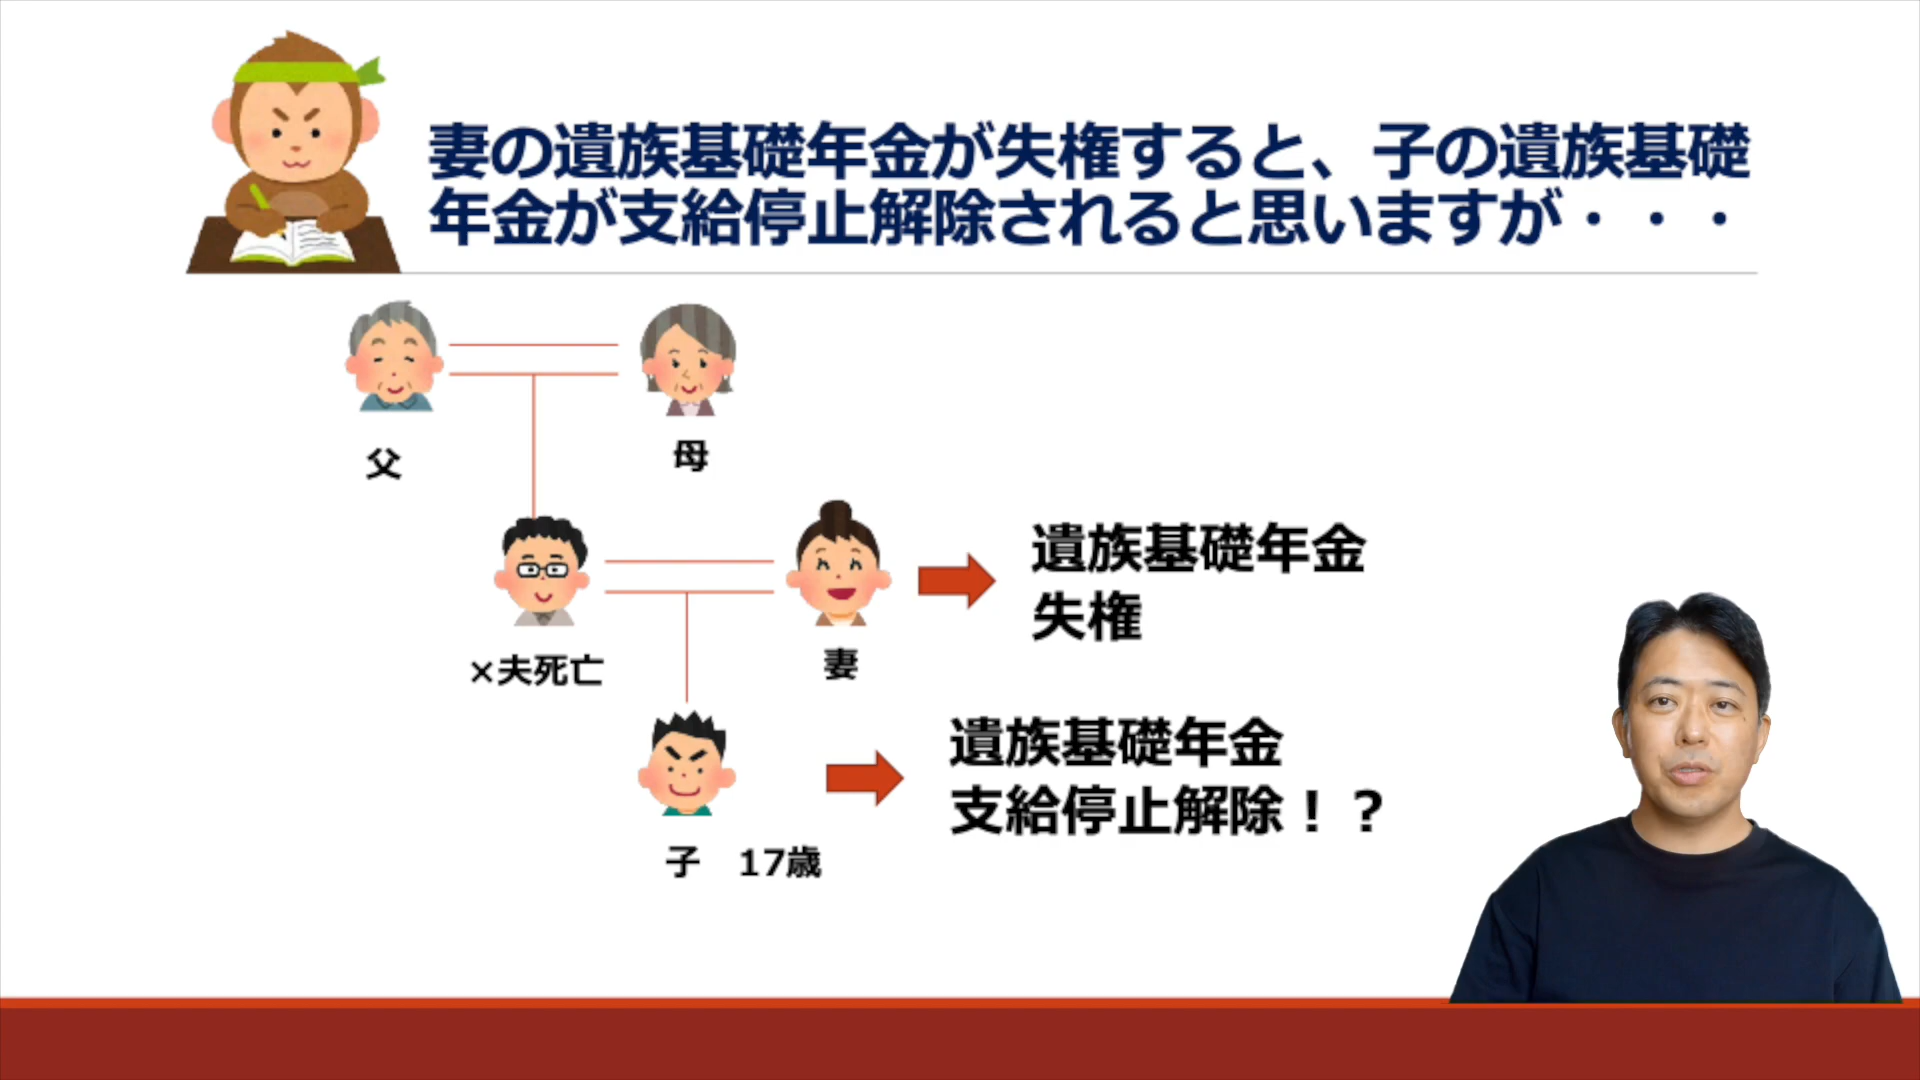 妻の遺族基礎年金が失権すると、子の遺族基礎
年金が支給停止解除されると思いますが・・・
父
母
遺族基礎年金
失権
×夫死亡
妻
遺族基礎年金
支給停止解除！？
子　17歳